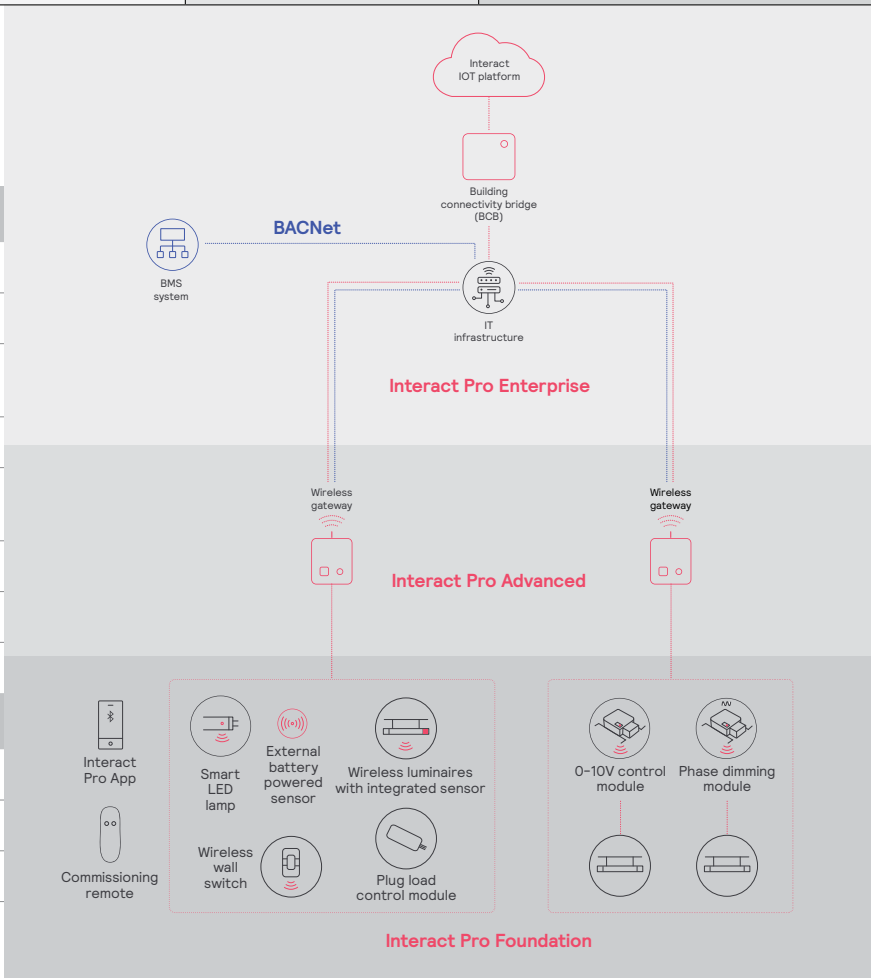 Interact
IOT platform
Building
connectivity bridge
(BCB)
BACNet
BMS
system
IT
infrastructure
Interact Pro Enterprise
Wireless
gateway
Wireless
gateway
Interact Pro Advanced
Interact
Pro App
Smart
LED
lamp
External
battery
powered
sensor
Wireless luminaires
with integrated sensor
0-10V control
module
Phase dimming
module
Commissioning
remote
Wireless
wall
switch
Plug load
control module
Interact Pro Foundation